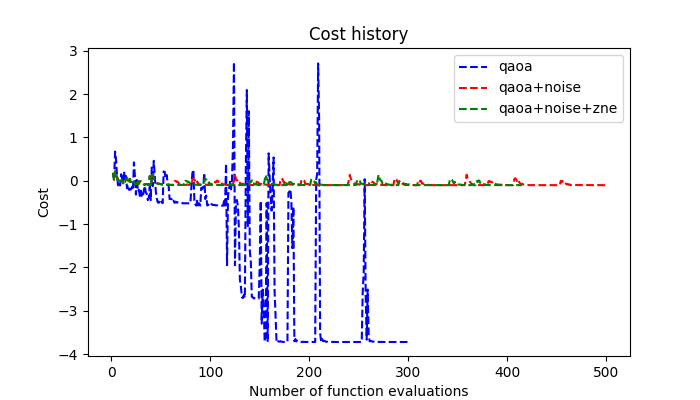 Cost history
qaoa
qaoa+noise
qaoa+noise+zne
Cost
3
2
1
0
−1
−2
−3
−4
0 100 200 300 400 500
Number of function evaluations